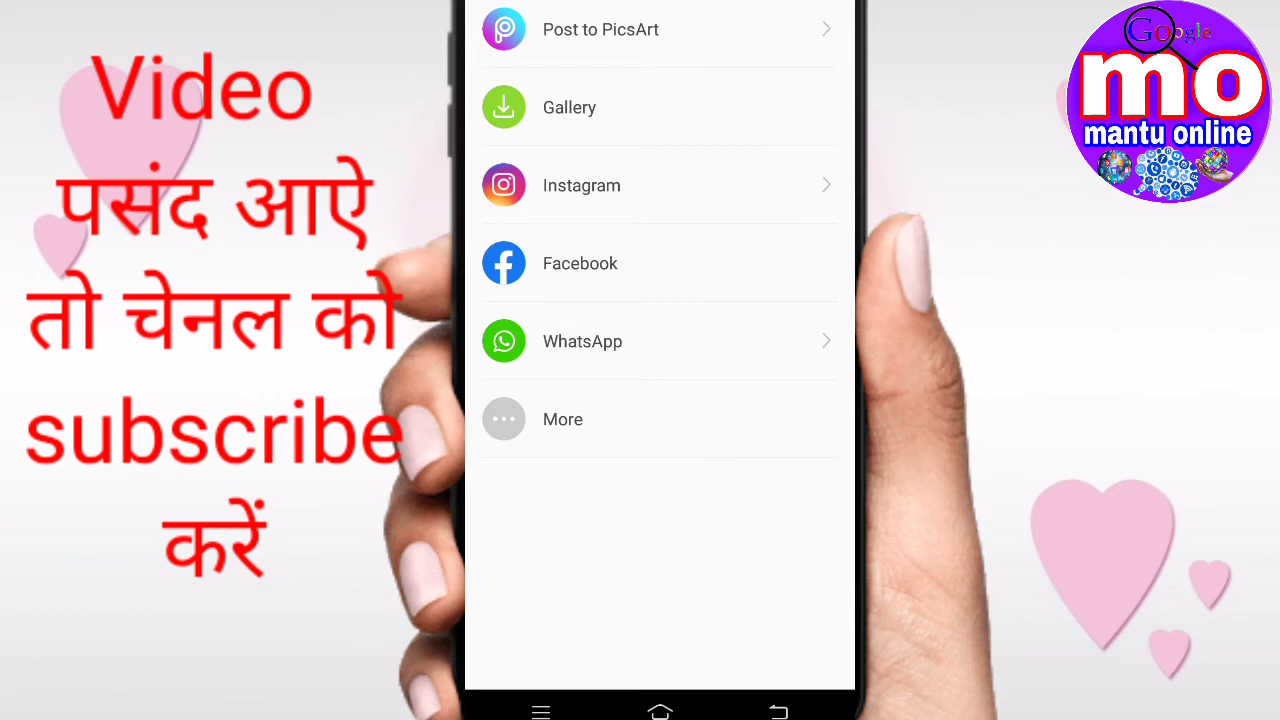 Video
पसंद आऐ
तो चेनल को
subscribe
करें
Post to PicsArt
Gallery
Instagram
Facebook
WhatsApp
More
Google
mo
mantu online